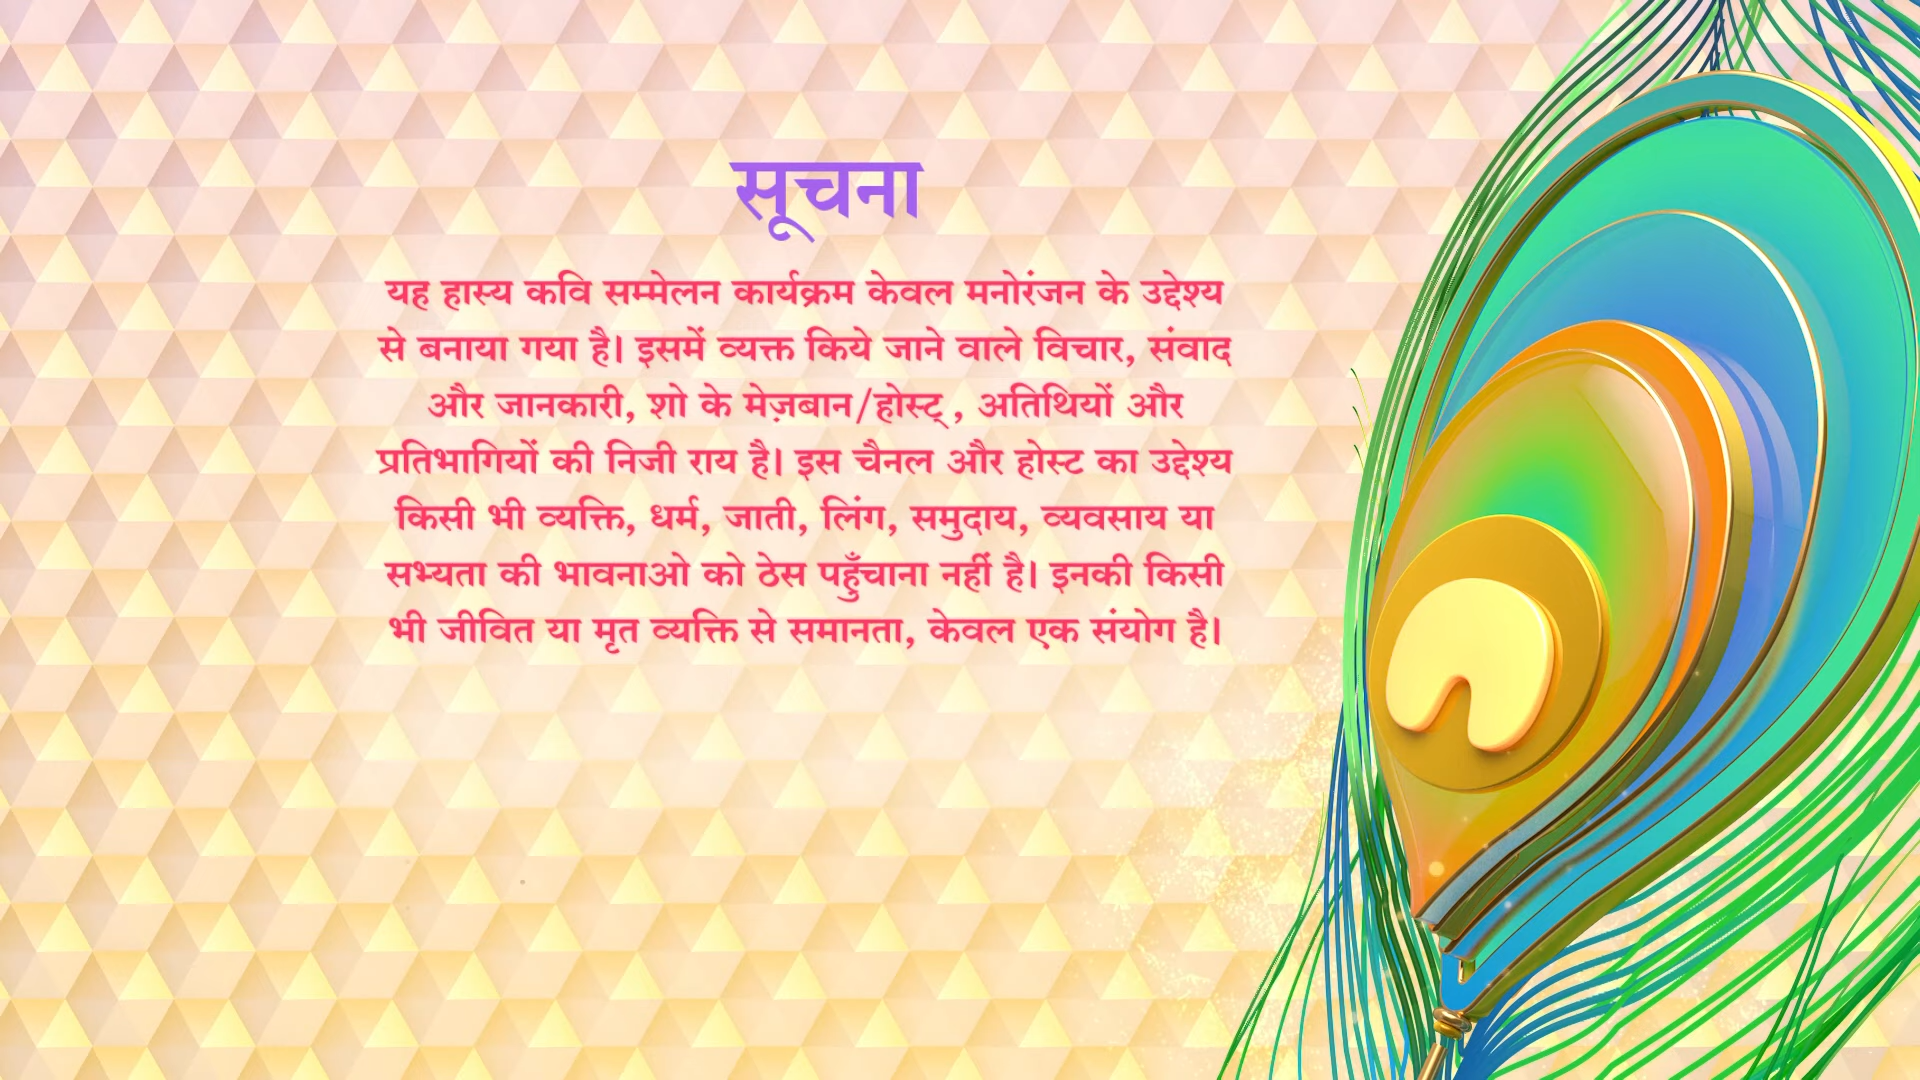 सूचना
यह हास्य कवि सम्मेलन कार्यक्रम केवल मनोरंजन के उद्देश्य
से बनाया गया है। इसमें व्यक्त किये जाने वाले विचार, संवाद
और जानकारी, शो के मेज़बान/होस्ट्, अतिथियों और
प्रतिभागियों की निजी राय है। इस चैनल और होस्ट का उद्देश्य
किसी भी व्यक्ति, धर्म, जाती, लिंग, समुदाय, व्यवसाय या
सभ्यता की भावनाओ को ठेस पहुँचाना नहीं है। इनकी किसी
भी जीवित या मृत व्यक्ति से समानता, केवल एक संयोग है।